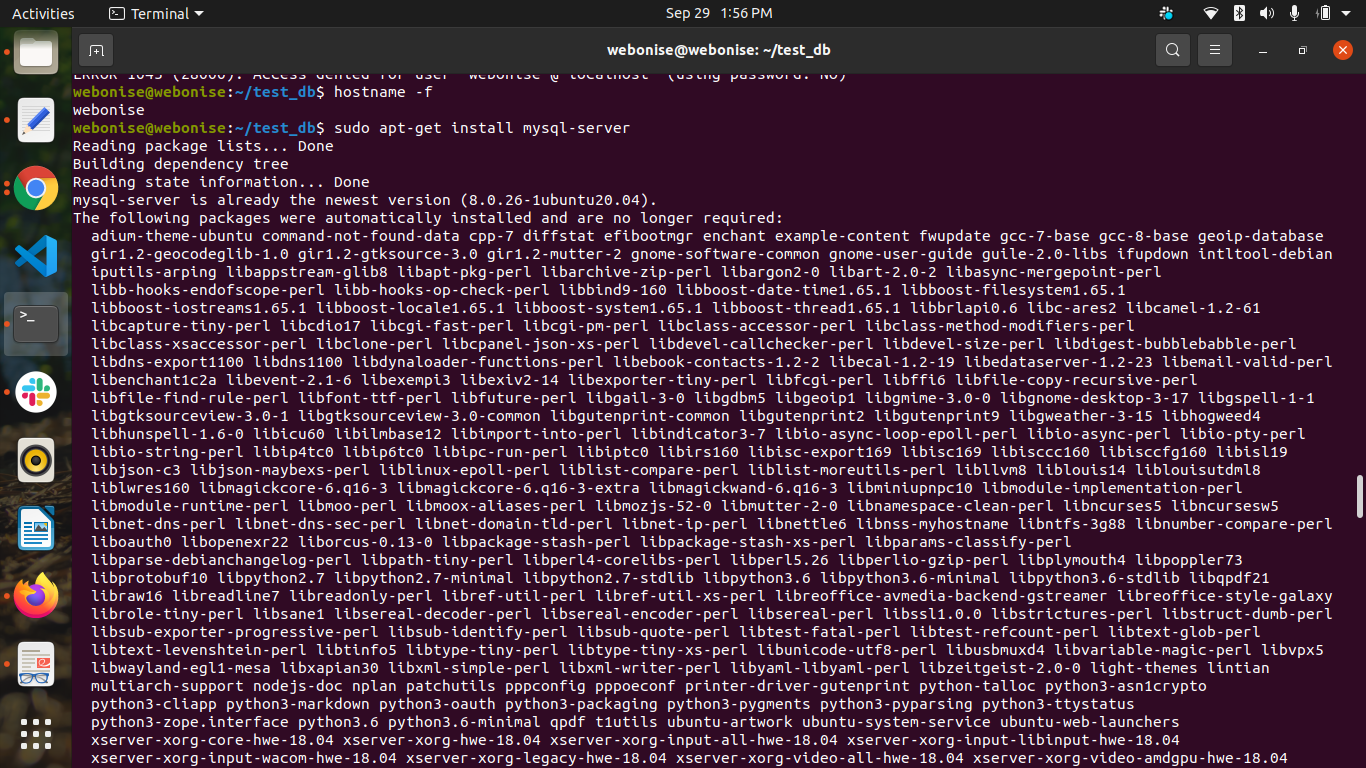 Activities
Terminal
Sep 29 1:56 PM
webonise@webonise: ~/test_db
ERROR 1045 (28000): Access denied for user 'webonise'@'localhost' (using password: NO)
webonise@webonise:~/test_db$ hostname -f
webonise
webonise@webonise:~/test_db$ sudo apt-get install mysql-server
Reading package lists... Done
Building dependency tree
Reading state information... Done
mysql-server is already the newest version (8.0.26-1ubuntu20.04).
The following packages were automatically installed and are no longer required:
adium-theme-ubuntu command-not-found-data cpp-7 diffstat efibootmgr enchant example-content fwupdate gcc-7-base gcc-8-base geoip-database
gir1.2-geocodeglib-1.0 gir1.2-gtksource-3.0 gir1.2-mutter-2 gnome-software-common gnome-user-guide guile-2.0-libs ifupdown intltool-debian
iputils-arping libappstream-glib8 libapt-pkg-perl libarchive-zip-perl libargon2-0 libart-2.0-2 libasync-mergepoint-perl
libb-hooks-endofscope-perl libb-hooks-op-check-perl libbind9-160 libboost-date-time1.65.1 libboost-filesystem1.65.1
libboost-iostreams1.65.1 libboost-locale1.65.1 libboost-system1.65.1 libboost-thread1.65.1 libbrlapi0.6 libc-ares2 libcamel-1.2-61
libcapture-tiny-perl libcdio17 libcgi-fast-perl libcgi-pm-perl libclass-accessor-perl libclass-method-modifiers-perl
libclass-xsaccessor-perl libclone-perl libcpanel-json-xs-perl libdevel-callchecker-perl libdevel-size-perl libdigest-bubblebabble-perl
libdns-export1100 libdns1100 libdynaloader-functions-perl libebook-contacts-1.2-2 libecal-1.2-19 libedataserver-1.2-23 libemail-valid-perl
libenchant1c2a libevent-2.1-6 libexempi3 libexiv2-14 libexporter-tiny-perl libfcgi-perl libffi6 libfile-copy-recursive-perl
libfile-find-rule-perl libfont-ttf-perl libfuture-perl libgail-3-0 libgdbm5 libgeoip1 libgmime-3.0-0 libgnome-desktop-3-17 libgspell-1-1
libgtksourceview-3.0-1 libgtksourceview-3.0-common libgutenprint-common libgutenprint2 libgutenprint9 libgweather-3-15 libhogweed4
libhunspell-1.6-0 libicu60 libilmbase12 libimport-into-perl libindicator3-7 libio-async-loop-epoll-perl libio-async-perl libio-pty-perl
libio-string-perl libip4tc0 libip6tc0 libipc-run-perl libiptc0 libirs160 libisc-export169 libisc169 libisccc160 libisccfg160 libisl19
libjson-c3 libjson-maybexs-perl liblinux-epoll-perl liblist-compare-perl liblist-moreutils-perl libllvm8 liblouis14 liblouisutdml8
liblwres160 libmagickcore-6.q16-3 libmagickcore-6.q16-3-extra libmagickwand-6.q16-3 libminiupnpc10 libmodule-implementation-perl
libmodule-runtime-perl libmoo-perl libmoox-aliases-perl libmozjs-52-0 libmutter-2-0 libnamespace-clean-perl libncurses5 libncursesw5
libnet-dns-perl libnet-dns-sec-perl libnet-domain-tld-perl libnet-ip-perl libnettle6 libnss-myhostname libntfs-3g88 libnumber-compare-perl
liboauth0 libopenexr22 liborcus-0.13-0 libpackage-stash-perl libpackage-stash-xs-perl libparams-classify-perl
libparse-debianchangelog-perl libpath-tiny-perl libperl4-corelibs-perl libperl5.26 libperlio-gzip-perl libplymouth4 libpoppler73
libprotobuf10 libpython2.7 libpython2.7-minimal libpython2.7-stdlib libpython3.6 libpython3.6-minimal libpython3.6-stdlib libqpdf21
libraw16 libreadline7 libreadonly-perl libref-util-perl libref-util-xs-perl libreoffice-avmedia-backend-gstreamer libreoffice-style-galaxy
librole-tiny-perl libsane1 libsereal-decoder-perl libsereal-encoder-perl libsereal-perl libssl1.0.0 libstrictures-perl libstruct-dumb-perl
libsub-exporter-progressive-perl libsub-identify-perl libsub-quote-perl libtest-fatal-perl libtest-refcount-perl libtext-glob-perl
libtext-levenshtein-perl libtinfo5 libtype-tiny-perl libtype-tiny-xs-perl libunicode-utf8-perl libusbmuxd4 libvariable-magic-perl libvpx5
libwayland-egl1-mesa libxapian30 libxml-simple-perl libxml-writer-perl libyaml-libyaml-perl libzeitgeist-2.0-0 light-themes lintian
multiarch-support nodejs-doc nplan patchutils pppconfig pppoeconf printer-driver-gutenprint python-talloc python3-asn1crypto
python3-cliapp python3-markdown python3-oauth python3-packaging python3-pygments python3-pyparsing python3-ttystatus
python3-zope.interface python3.6 python3.6-minimal qpdf t1utils ubuntu-artwork ubuntu-system-service ubuntu-web-launchers
xserver-xorg-core-hwe-18.04 xserver-xorg-hwe-18.04 xserver-xorg-input-all-hwe-18.04 xserver-xorg-input-libinput-hwe-18.04
xserver-xorg-input-wacom-hwe-18.04 xserver-xorg-legacy-hwe-18.04 xserver-xorg-video-all-hwe-18.04 xserver-xorg-video-amdgpu-hwe-18.04